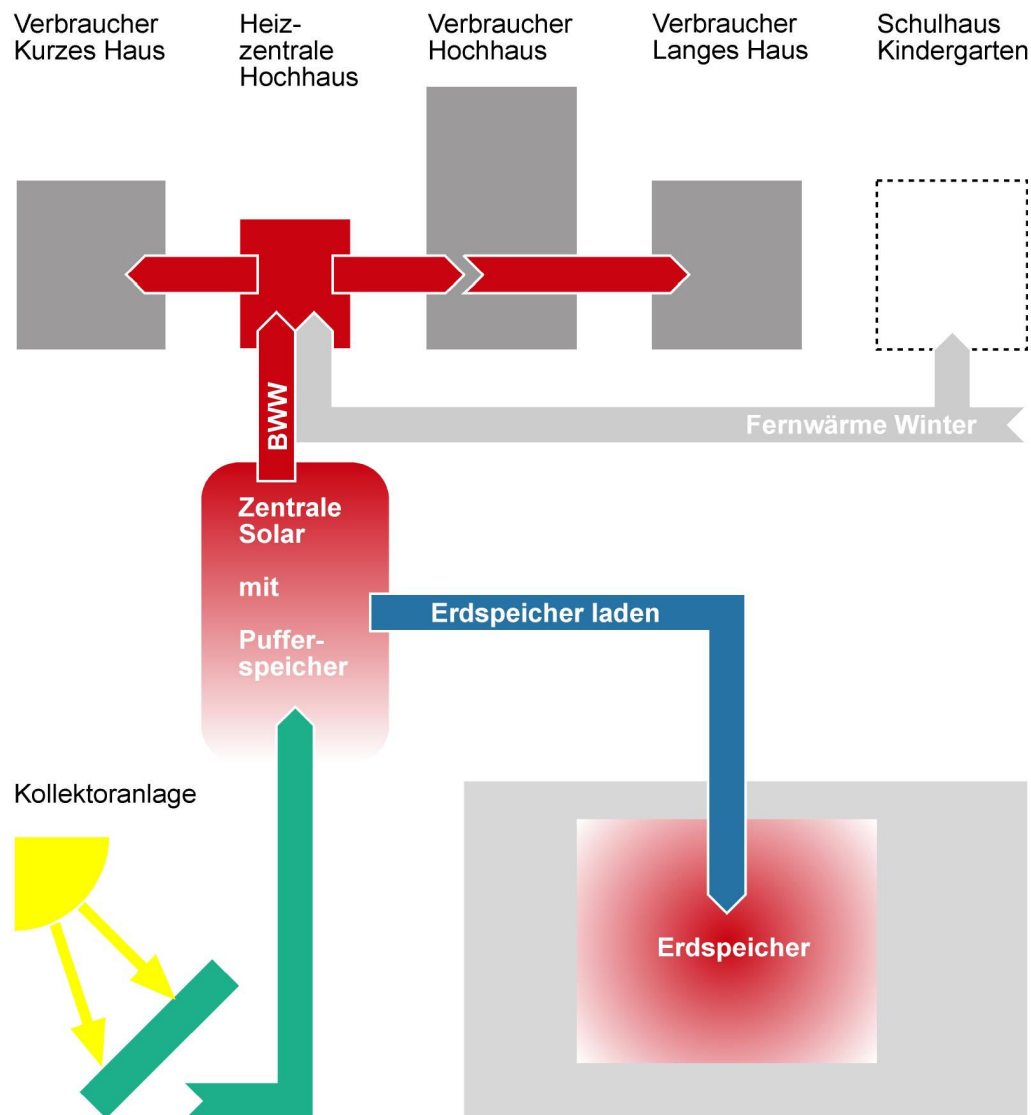 Verbraucher
Kurzes Haus
Heiz-
zentrale
Hochhaus
Verbraucher
Hochhaus
Verbraucher
Langes Haus
Schulhaus
Kindergarten
BWW
Fernwärme Winter
Zentrale
Solar
mit
Puffer-
speicher
Erdspeicher laden
Kollektoranlage
Erdspeicher